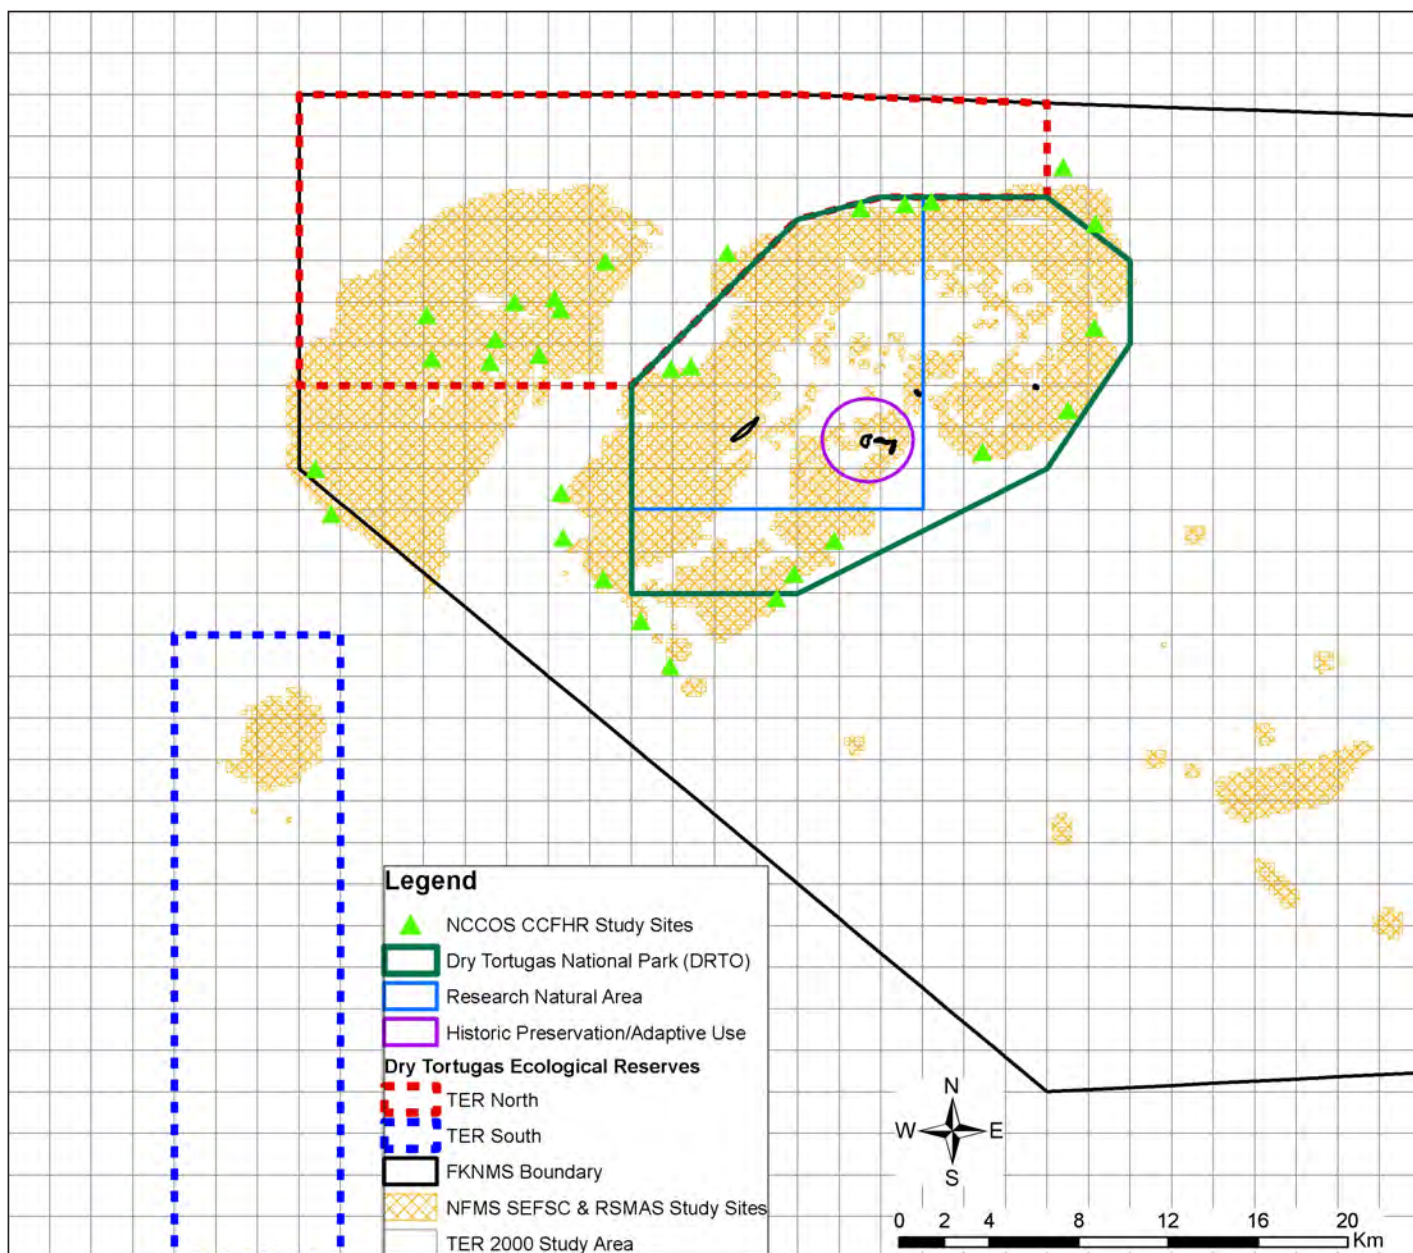 Legend
NCCOS CCFHR Study Sites
Dry Tortugas National Park (DRTO)
Research Natural Area
Historic Preservation/Adaptive Use
Dry Tortugas Ecological Reserves
TER North
TER South
FKNMS Boundary
NFMS SEFSC & RSMAS Study Sites
TER 2000 Study Area
N
W E
S
0 2 4 8 12 16 20
Km